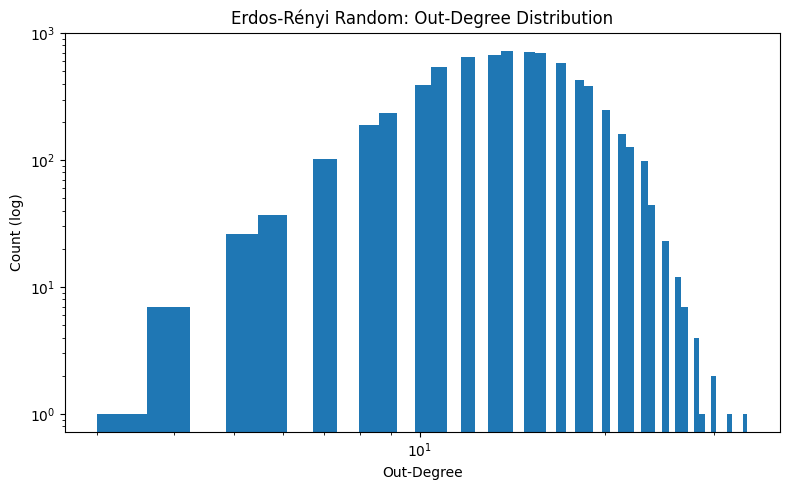 Erdos-Rényi Random: Out-Degree Distribution
Count (log)
10³
10²
10¹
10⁰
10¹
Out-Degree